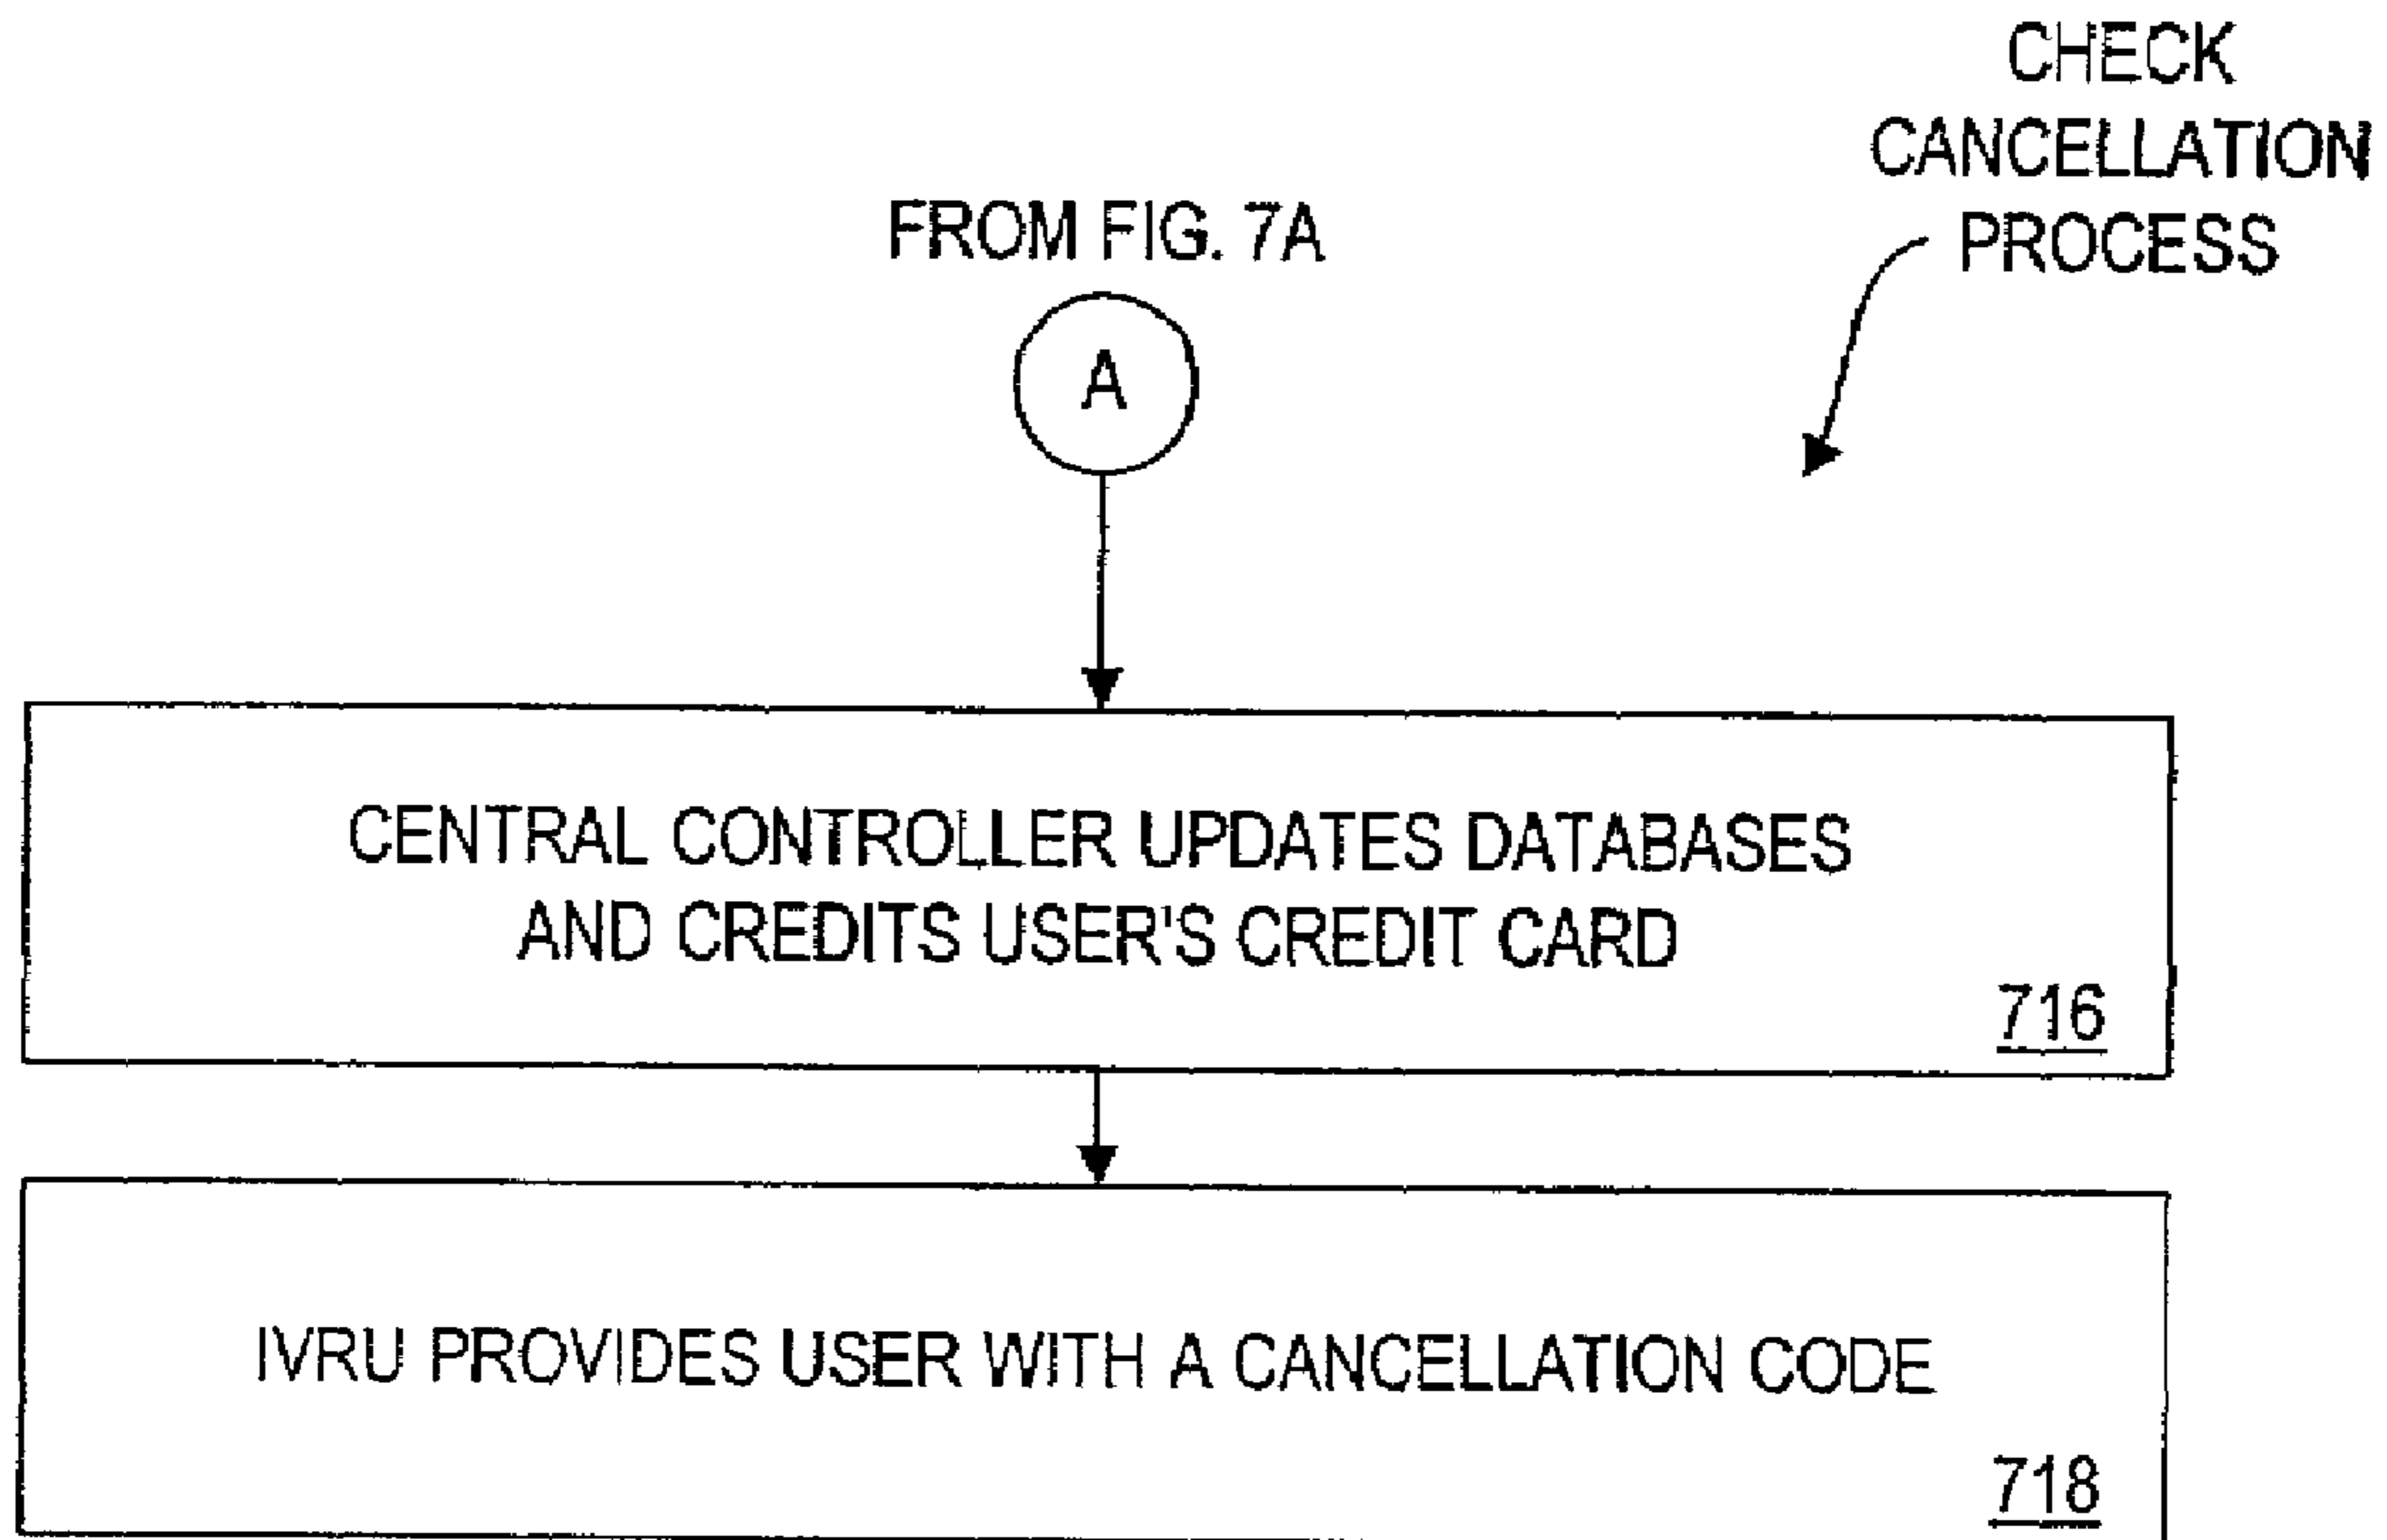 CHECK
CANCELLATION
PROCESS
FROM FIG. 7A
A
CENTRAL CONTROLLER UPDATES DATABASES
AND CREDITS USER'S CREDIT CARD
716
IVRU PROVIDES USER WITH A CANCELLATION CODE
718